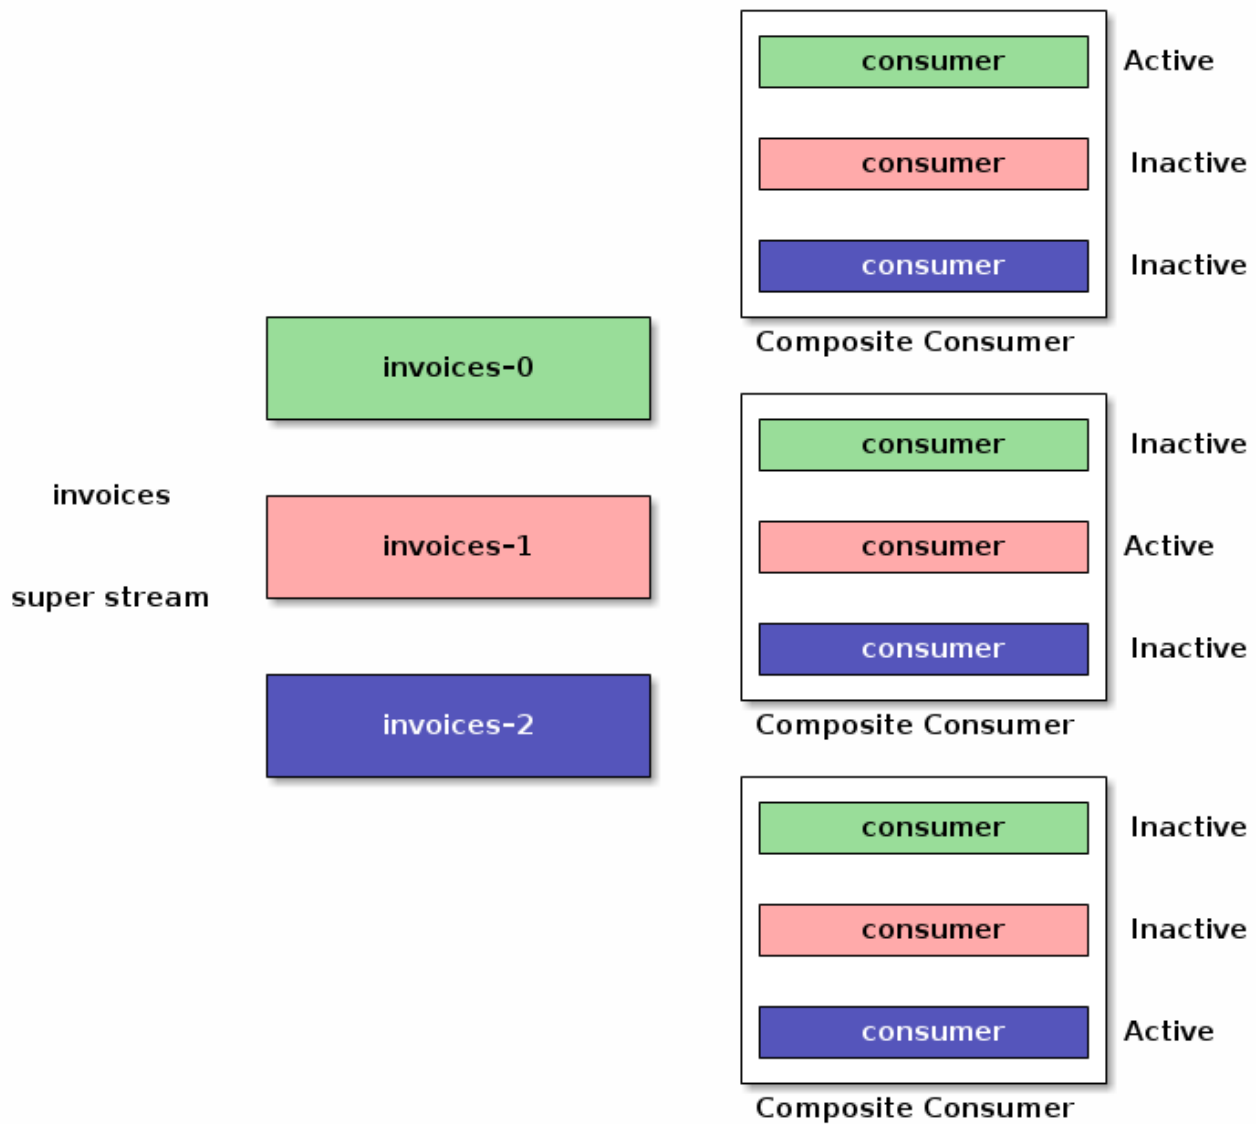 invoices
super stream
invoices-0
invoices-1
invoices-2
consumer Active
consumer Inactive
consumer Inactive
Composite Consumer
consumer Inactive
consumer Active
consumer Inactive
Composite Consumer
consumer Inactive
consumer Inactive
consumer Active
Composite Consumer